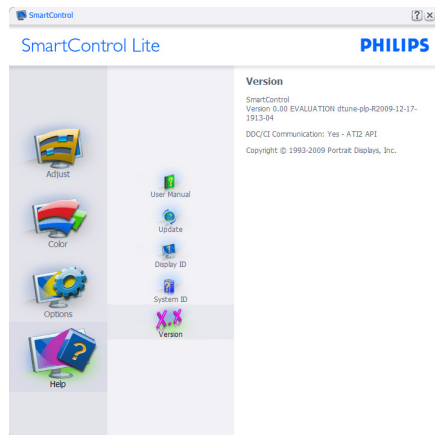 SmartControl
SmartControl Lite
PHILIPS
Adjust
Color
Options
Help
User Manual
Update
Display ID
System ID
X.X
Version
Version
SmartControl
Version 0.00 EVALUATION dtune-plp-R2009-12-17-
1913-04
DDC/CI Communication: Yes - ATI2 API
Copyright © 1993-2009 Portrait Displays, Inc.